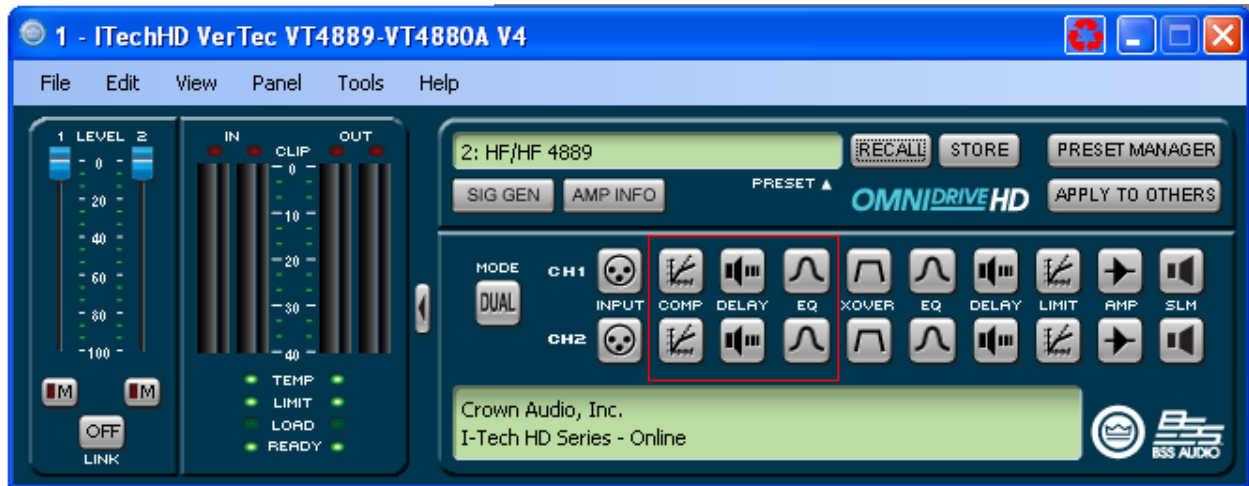 1 - ITechHD VerTec VT4889-VT4880A V4
File Edit View Panel Tools Help
1 LEVEL 2
0
20
40
60
80
100
M M
OFF
LINK
IN OUT
CLIP
0
10
20
30
40
TEMP
LIMIT
LOAD
READY
2: HF/HF 4889
RECALL STORE PRESET MANAGER
SIG GEN AMP INFO PRESET OMNIDRIVEHD APPLY TO OTHERS
MODE
DUAL
CH1
INPUT COMP DELAY EQ XOVER EQ DELAY LIMIT AMP SLM
CH2
Crown Audio, Inc.
I-Tech HD Series - Online
BSS
BSS AUDIO